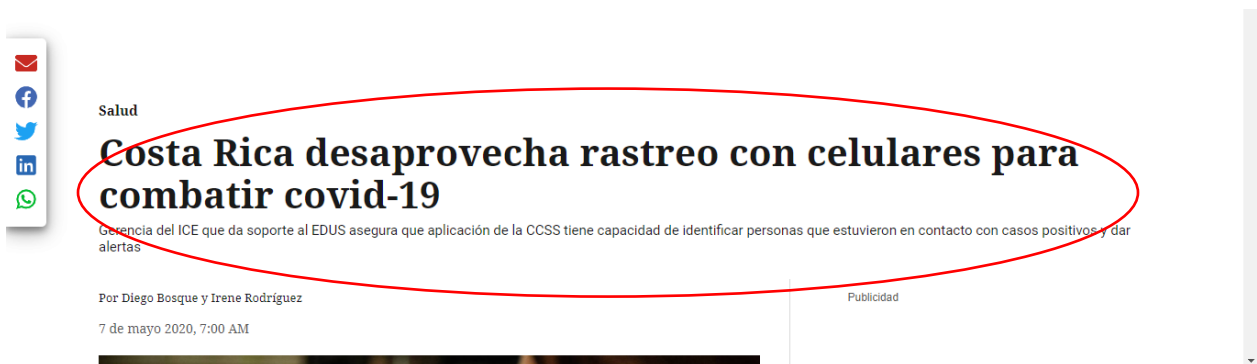 Salud
Costa Rica desaprovecha rastreo con celulares para
combatir covid-19
Gerencia del ICE que da soporte al EDUS asegura que aplicación de la CCSS tiene capacidad de identificar personas que estuvieron en contacto con casos positivos y dar
alertas
Por Diego Bosque y Irene Rodríguez
Publicidad
7 de mayo 2020, 7:00 AM